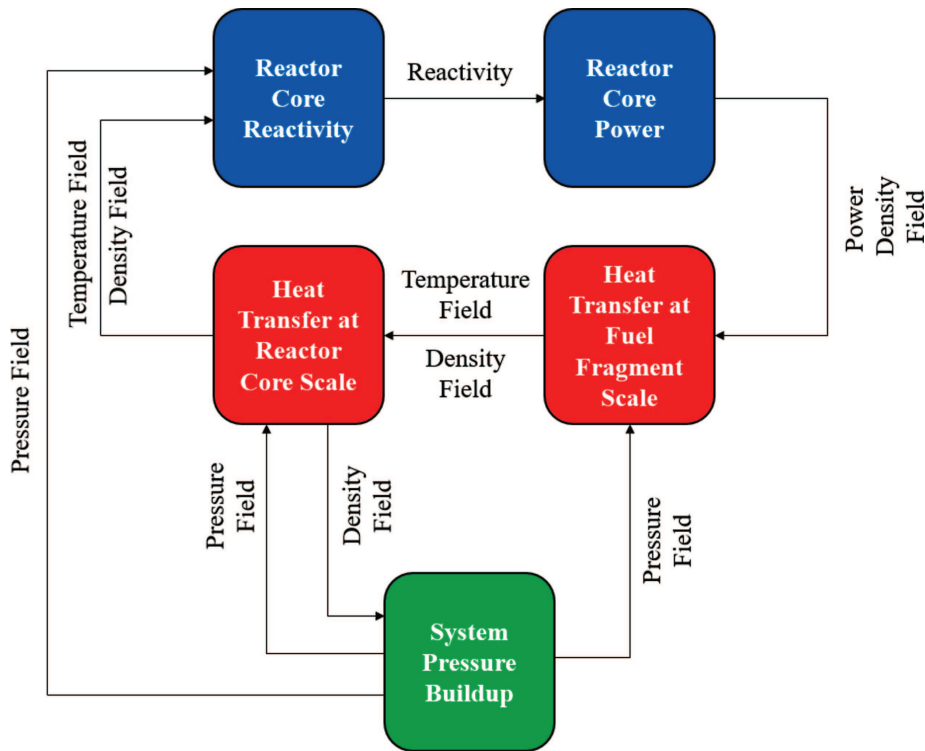 Reactor
Core
Reactivity
Reactivity
Reactor
Core
Power
Temperature Field
Density Field
Power
Density
Field
Heat
Transfer at
Reactor
Core Scale
Temperature
Field
Density
Field
Heat
Transfer at
Fuel
Fragment
Scale
Pressure Field
Pressure
Field
Density
Field
Pressure
Field
System
Pressure
Buildup